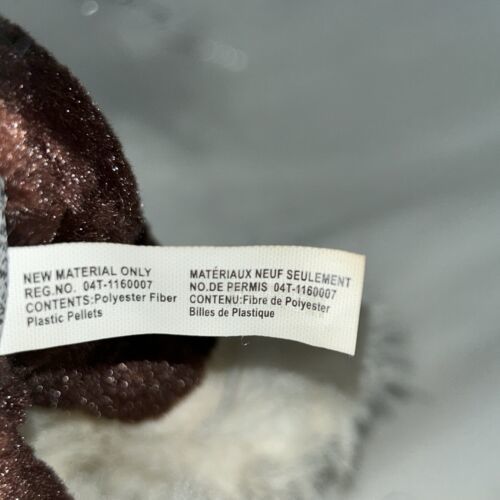 NEW MATERIAL ONLY
REG.NO. 04T-1160007
CONTENTS:Polyester Fiber
Plastic Pellets
MATÉRIAUX NEUF SEULEMENT
NO.DE PERMIS 04T-1160007
CONTENU:Fibre de Polyester
Billes de Plastique